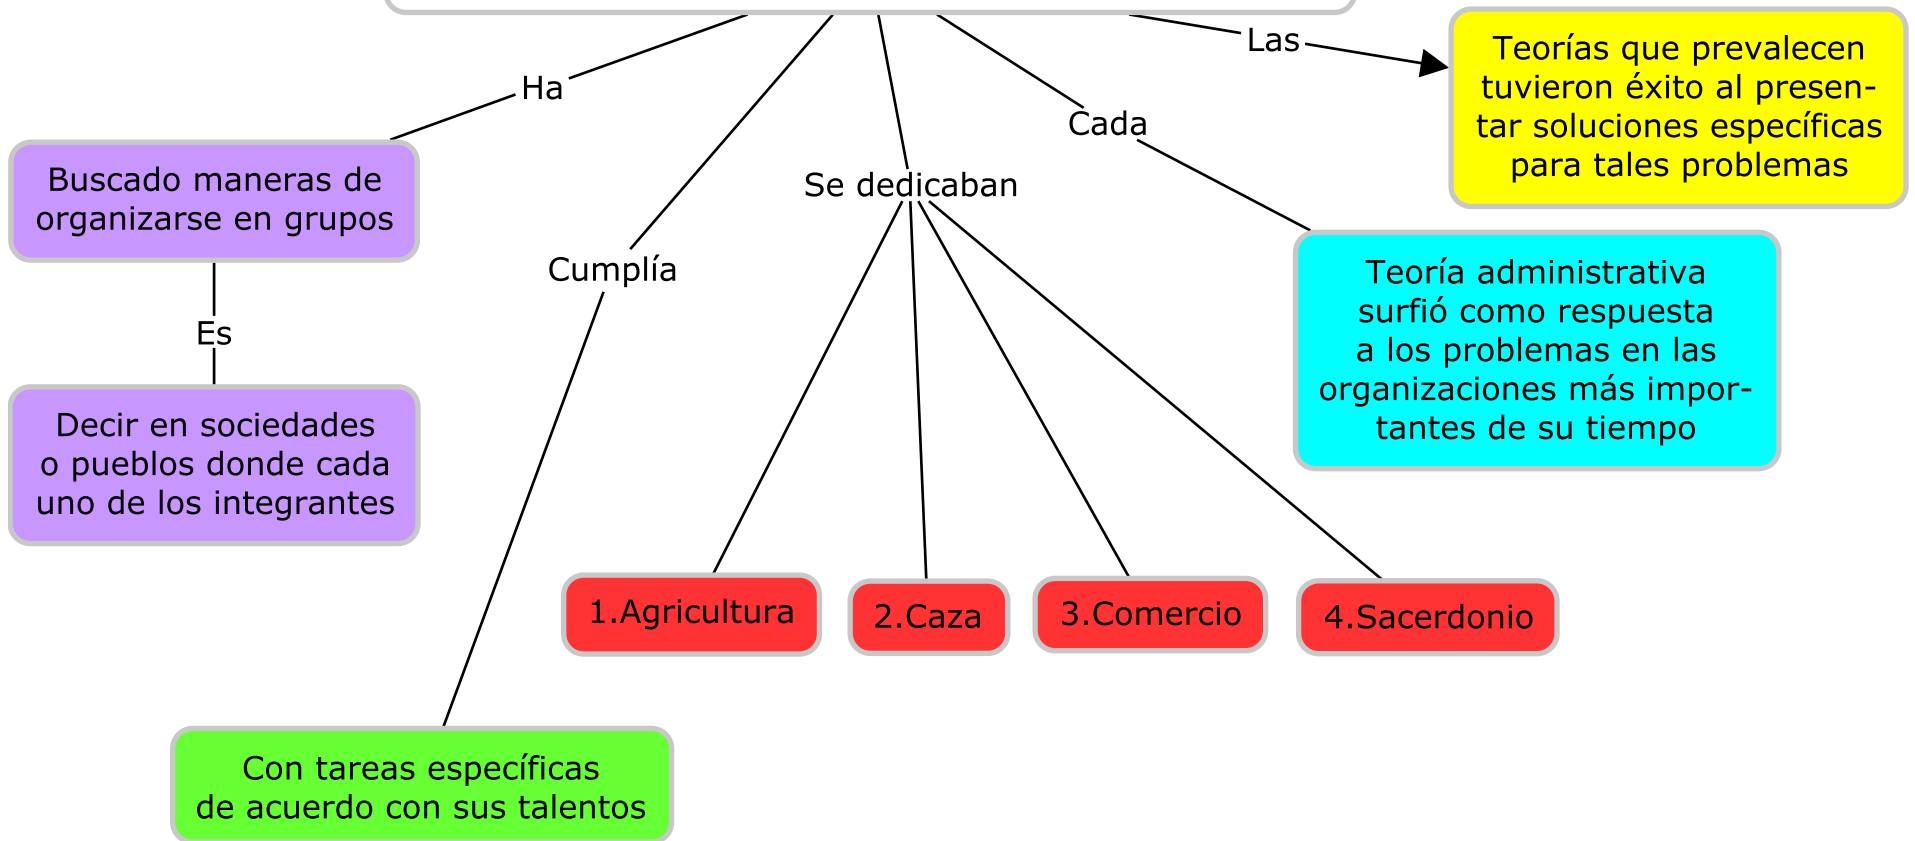 Las
Teorías que prevalecen
tuvieron éxito al presen-
tar soluciones específicas
para tales problemas
Ha
Buscado maneras de
organizarse en grupos
Es
Decir en sociedades
o pueblos donde cada
uno de los integrantes
Cumplía
Con tareas específicas
de acuerdo con sus talentos
Se dedicaban
1.Agricultura
2.Caza
3.Comercio
4.Sacerdonio
Cada
Teoría administrativa
surfió como respuesta
a los problemas en las
organizaciones más impor-
tantes de su tiempo